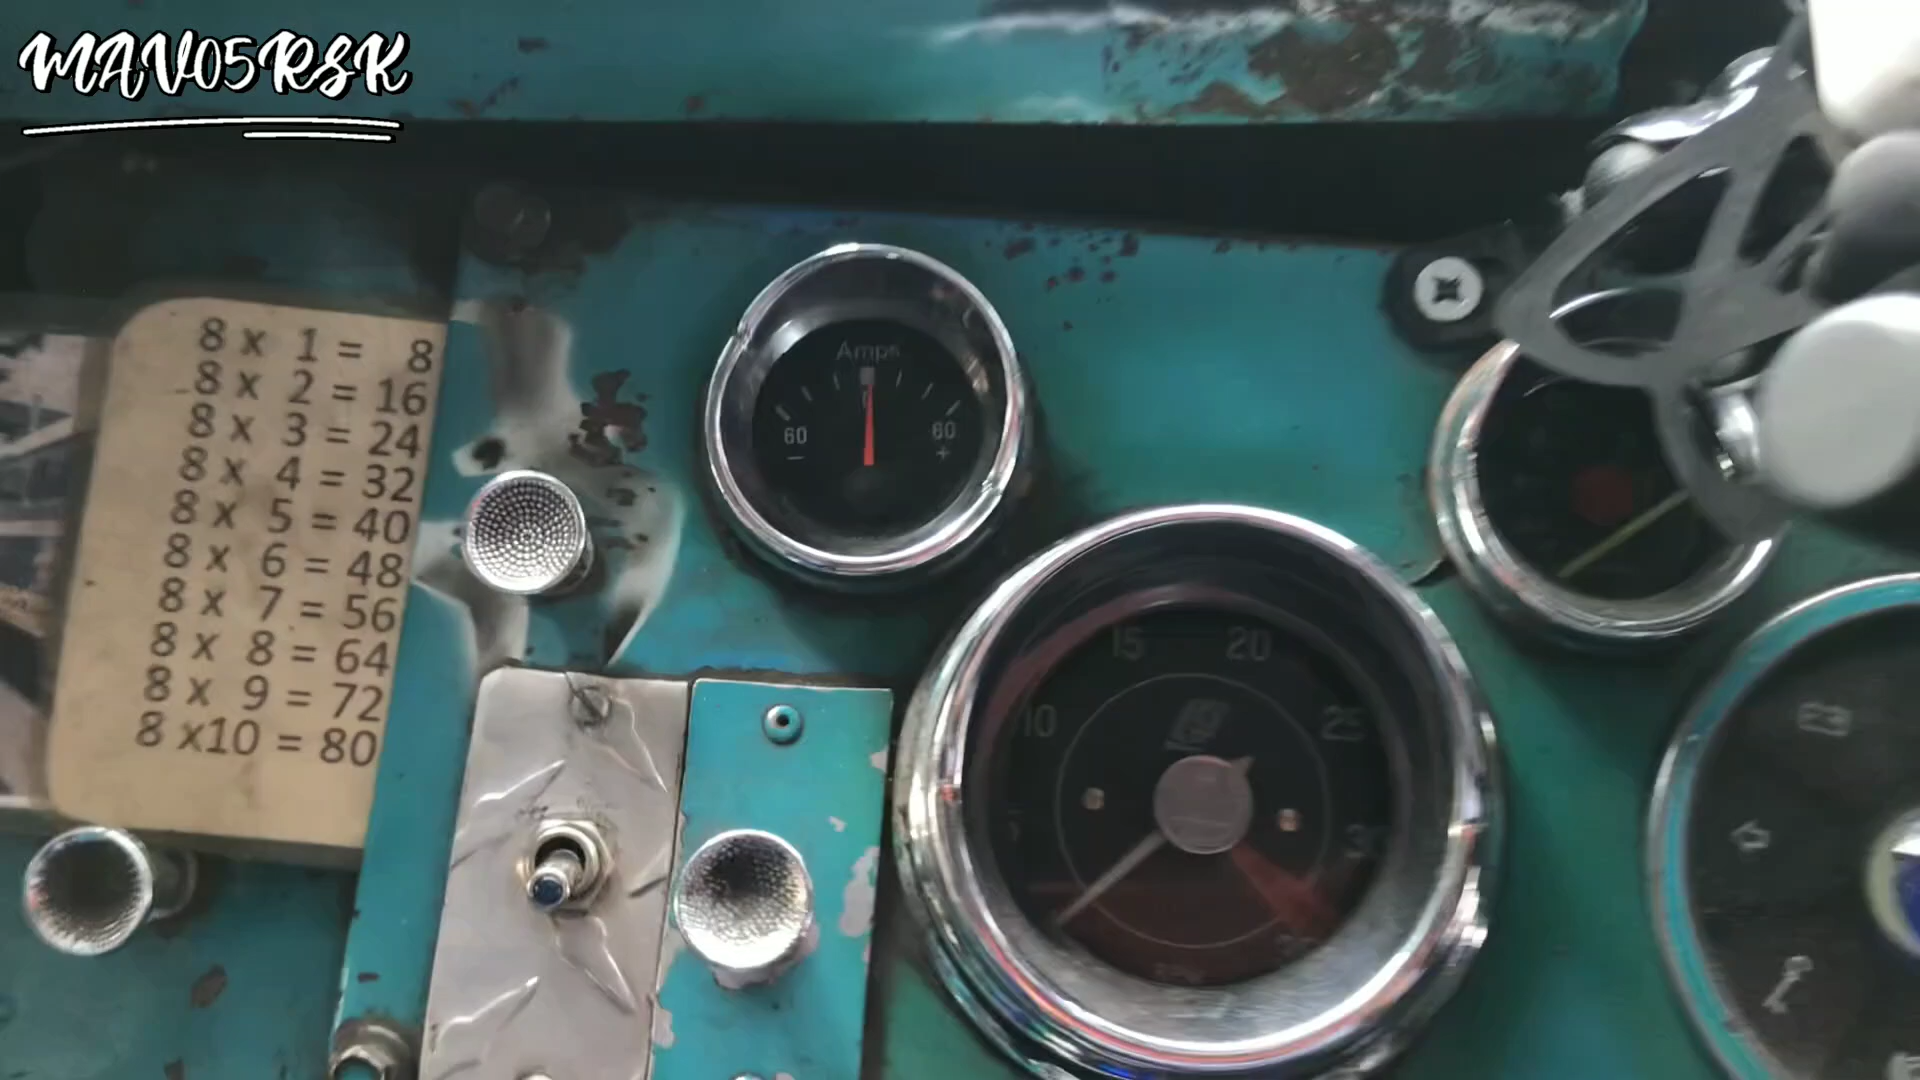 MAV05RSK
8 x 1 = 8
8 x 2 = 16
8 x 3 = 24
8 x 4 = 32
8 x 5 = 40
8 x 6 = 48
8 x 7 = 56
8 x 8 = 64
8 x 9 = 72
8 x10 = 80
Amps
60 60
- +
15 20
10 25